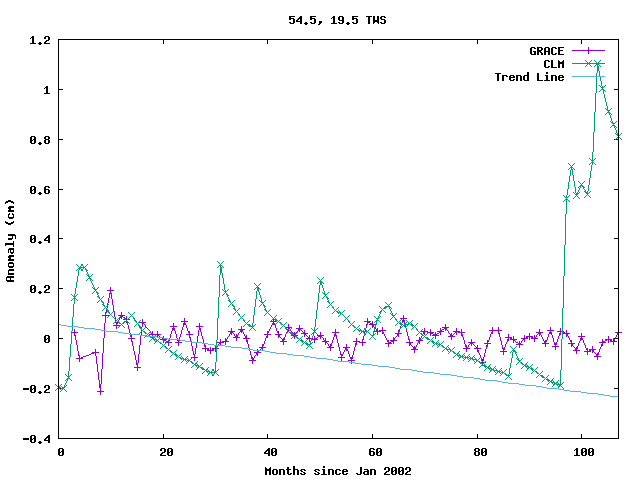 54.5, 19.5 TWS
GRACE
CLM
Trend Line
1.2
1
0.8
0.6
0.4
0.2
0
-0.2
-0.4
Anomaly (cm)
0 20 40 60 80 100
Months since Jan 2002